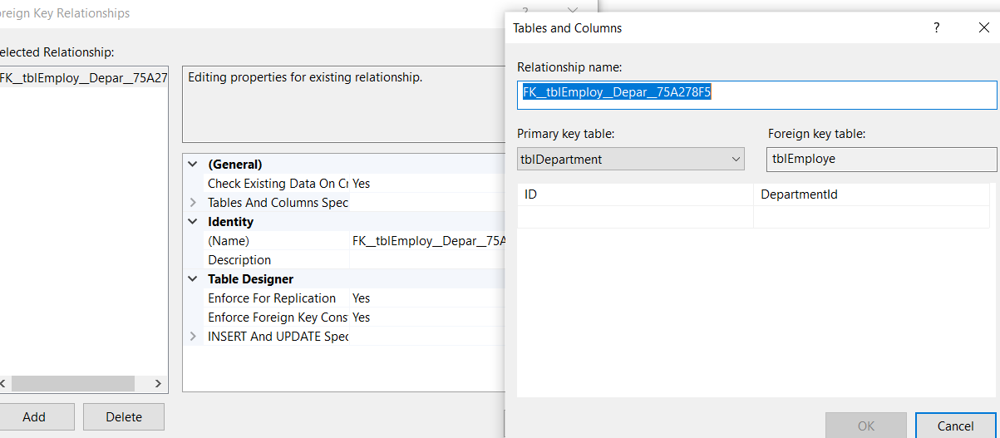 oreign Key Relationships
?
elected Relationship:
FK__tblEmploy__Depar__75A27
Editing properties for existing relationship.
(General)
Check Existing Data On Cr Yes
Tables And Columns Spec
Identity
(Name) FK__tblEmploy__Depar__75A
Description
Table Designer
Enforce For Replication Yes
Enforce Foreign Key Cons Yes
INSERT And UPDATE Spec
Add Delete
Tables and Columns ?
Relationship name:
FK__tblEmploy__Depar__75A278F5
Primary key table: Foreign key table:
tblDepartment tblEmploye
ID DepartmentId
OK Cancel